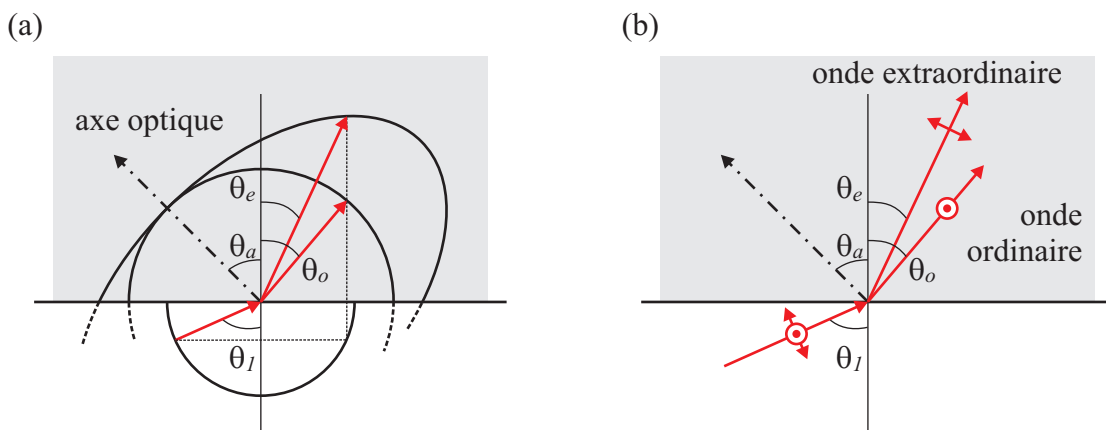 (a)
axe optique
θe
θa
θo
θ1
(b)
onde extraordinaire
θe
onde
ordinaire
θa
θo
θ1